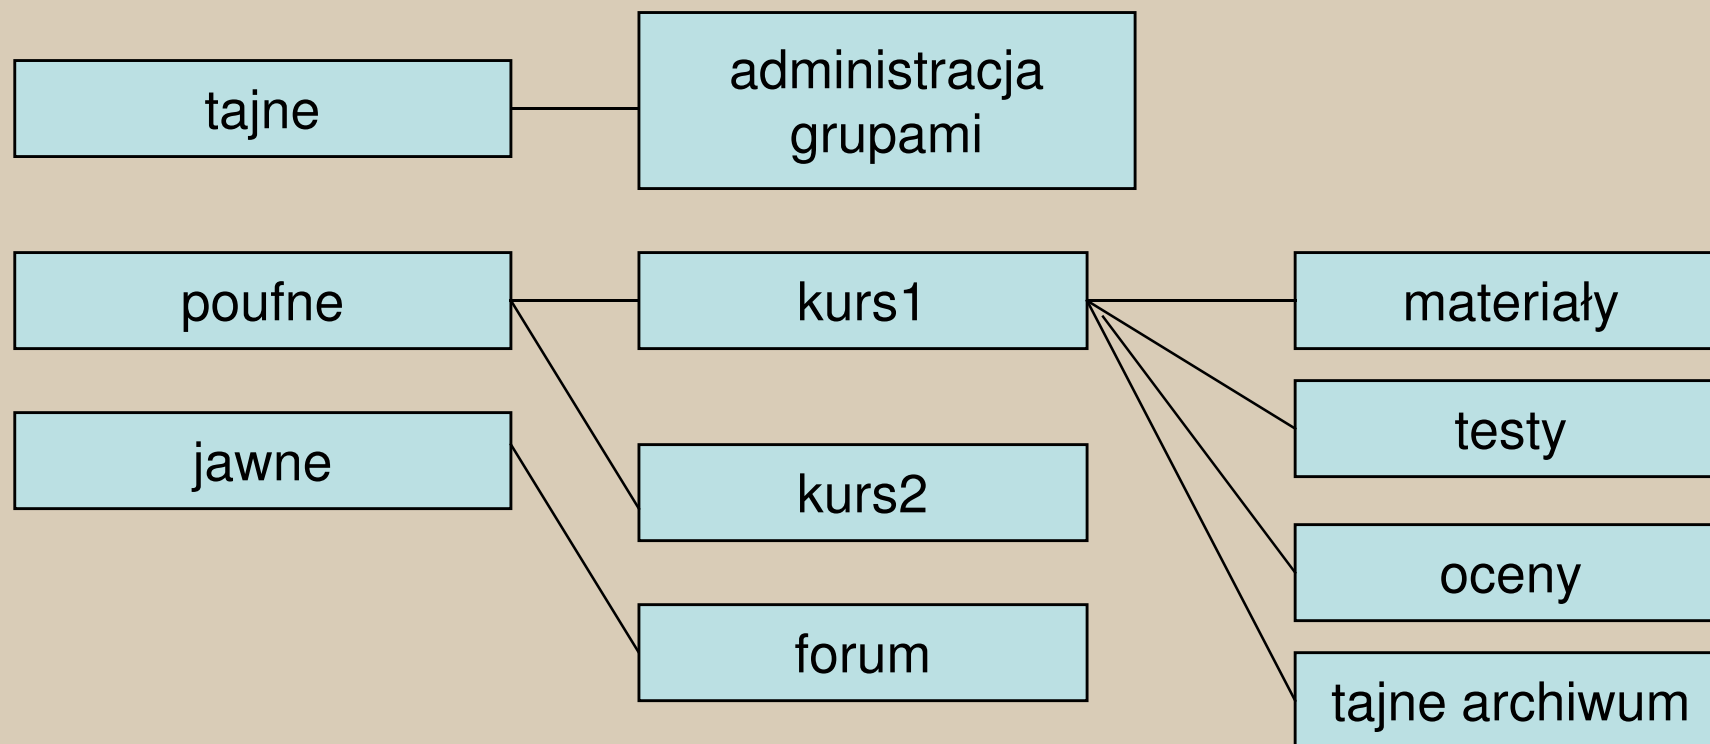 tajne
administracja
grupami
poufne
kurs1
materiały
testy
jawne
kurs2
oceny
forum
tajne archiwum